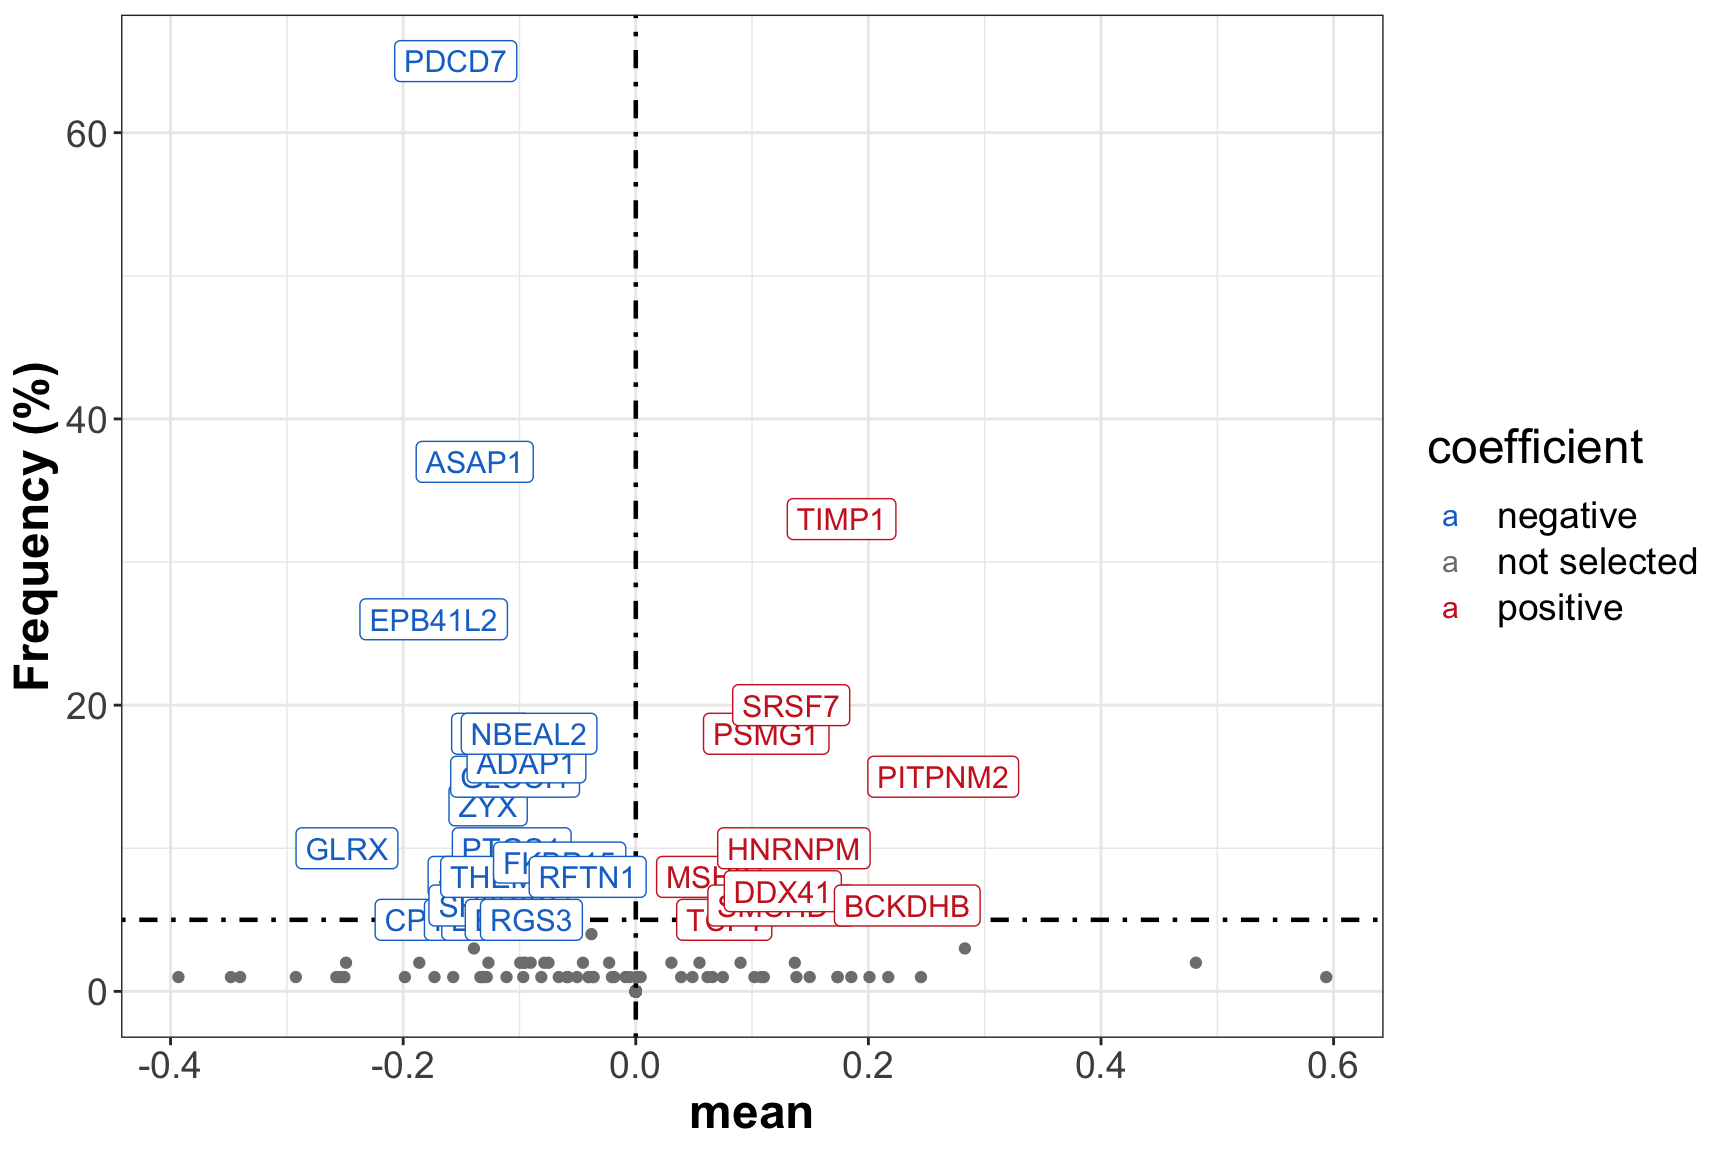 PDCD7
60
40
ASAP1
TIMP1
EPB41L2
20
SRSF7
NBEAL2
PSMG1
ADAP1
PITPNM2
ZYX
GLRX
HNRNPM
RFTN1
DDX41
BCKDHB
RGS3
0
-0.4
-0.2
0.0
0.2
0.4
0.6
mean
Frequency (%)
coefficient
a negative
a not selected
a positive